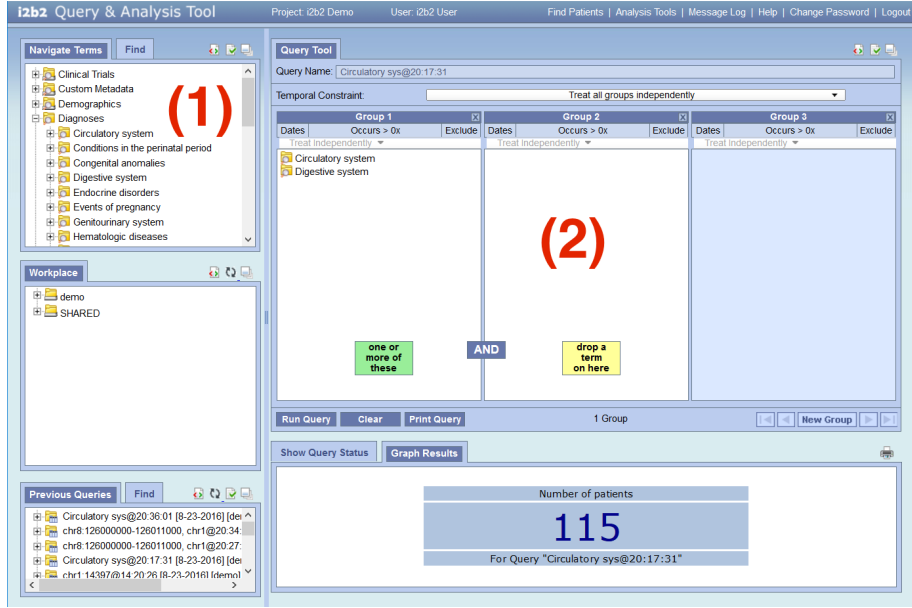 i2b2 Query & Analysis Tool
Project: i2b2 Demo User: i2b2 User Find Patients | Analysis Tools | Message Log | Help | Change Password | Logout
Navigate Terms Find
Clinical Trials
Custom Metadata
Demographics
Diagnoses
Circulatory system
Conditions in the perinatal period
Congenital anomalies
Digestive system
Endocrine disorders
Events of pregnancy
Genitourinary system
Hematologic diseases
(1)
Workplace
demo
SHARED
Previous Queries Find
Circulatory sys@20:36:01 [8-23-2016] [de
chr8:126000000-126011000, chr1@20:34:
chr8:126000000-126011000, chr1@20:27:
Circulatory sys@20:17:31 [8-23-2016] [de
chr1:14397@14:20:26 [8-23-2016] [demo]
Query Tool
Query Name: Circulatory sys@20:17:31
Temporal Constraint: Treat all groups independently
Group 1 Group 2 Group 3
Dates Occurs > 0x Exclude Dates Occurs > 0x Exclude Dates Occurs > 0x Exclude
Treat Independently Treat Independently Treat Independently
Circulatory system
Digestive system
(2)
one or
more of
these
AND
drop a
term
on here
Run Query Clear Print Query 1 Group New Group
Show Query Status Graph Results
Number of patients
115
For Query "Circulatory sys@20:17:31"